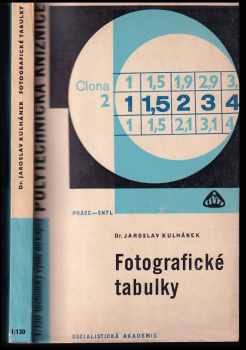 Dr. JAROSLAV KULHÁNEK FOTOGRAFICKÉ TABULKY
I/130
POLYTECHNICKÁ KNIŽNICE
Clona
2
1 1,5 1,9 2,9 3,
1 1,5 2 3 4
1 1,5 2,1 3,1 4,
PRÁCE—SNTL
Dr. JAROSLAV KULHÁNEK
Fotografické
tabulky
SOCIALISTICKÁ AKADEMIE